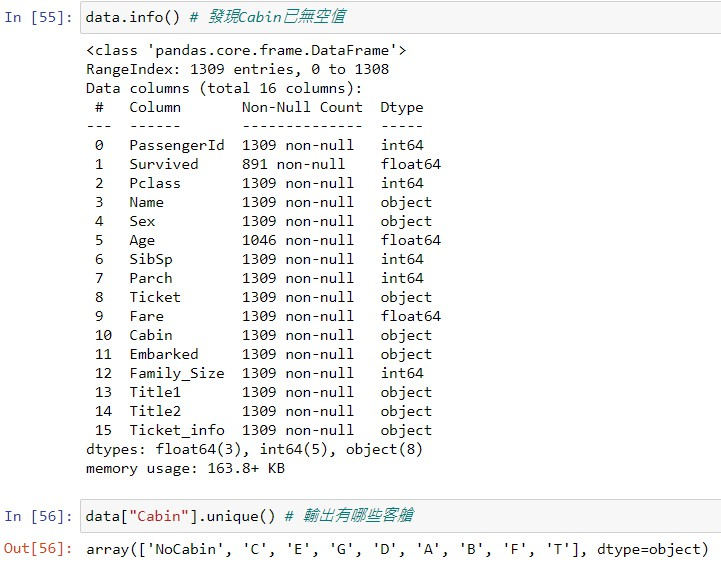 In [55]: data.info() # 發現Cabin已無空值
<class 'pandas.core.frame.DataFrame'>
RangeIndex: 1309 entries, 0 to 1308
Data columns (total 16 columns):
 #   Column       Non-Null Count  Dtype
---  ------       --------------  -----
 0   PassengerId  1309 non-null   int64
 1   Survived     891 non-null    float64
 2   Pclass       1309 non-null   int64
 3   Name         1309 non-null   object
 4   Sex          1309 non-null   object
 5   Age          1046 non-null   float64
 6   SibSp        1309 non-null   int64
 7   Parch        1309 non-null   int64
 8   Ticket       1309 non-null   object
 9   Fare         1309 non-null   float64
 10  Cabin        1309 non-null   object
 11  Embarked     1309 non-null   object
 12  Family_Size  1309 non-null   int64
 13  Title1       1309 non-null   object
 14  Title2       1309 non-null   object
 15  Ticket_info  1309 non-null   object
dtypes: float64(3), int64(5), object(8)
memory usage: 163.8+ KB
In [56]: data["Cabin"].unique() # 輸出有哪些客艙
Out[56]: array(['NoCabin', 'C', 'E', 'G', 'D', 'A', 'B', 'F', 'T'], dtype=object)